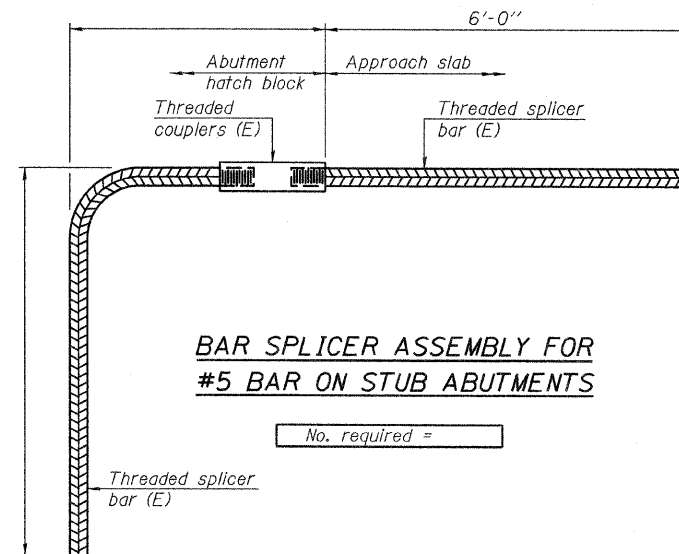 6'-0"
Abutment
hatch block
Approach slab
Threaded
couplers (E)
Threaded splicer
bar (E)
BAR SPLICER ASSEMBLY FOR
#5 BAR ON STUB ABUTMENTS
No. required =
Threaded splicer
bar (E)